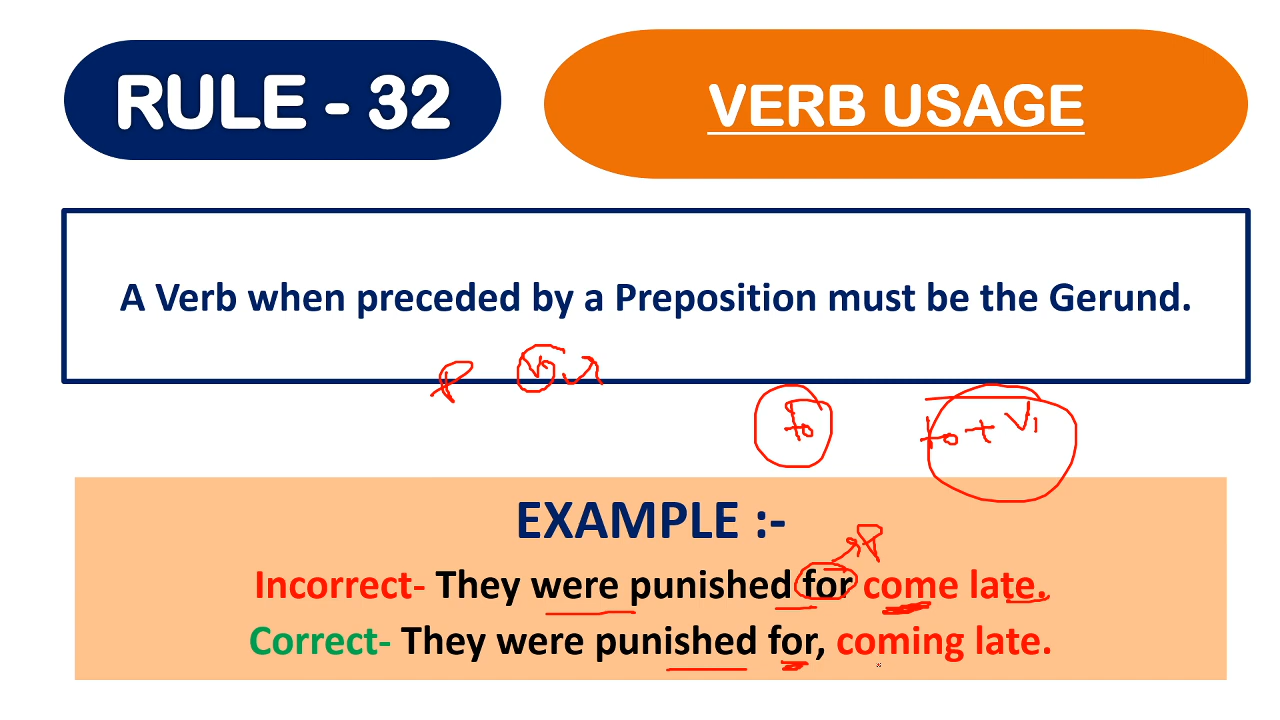 RULE - 32
VERB USAGE
A Verb when preceded by a Preposition must be the Gerund.
P
to
to + V1
EXAMPLE :-
P
Incorrect- They were punished for come late.
Correct- They were punished for, coming late.